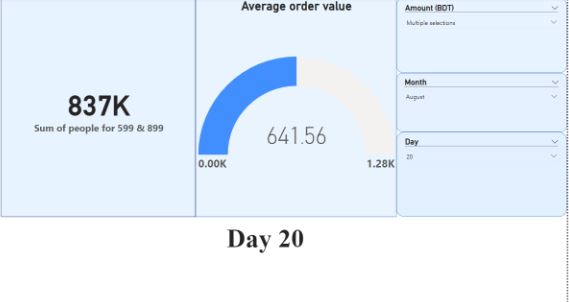 Average order value
837K
Sum of people for 599 & 899
641.56
0.00K
1.28K
Amount (BDT)
Multiple selections
Month
August
Day
20
Day 20